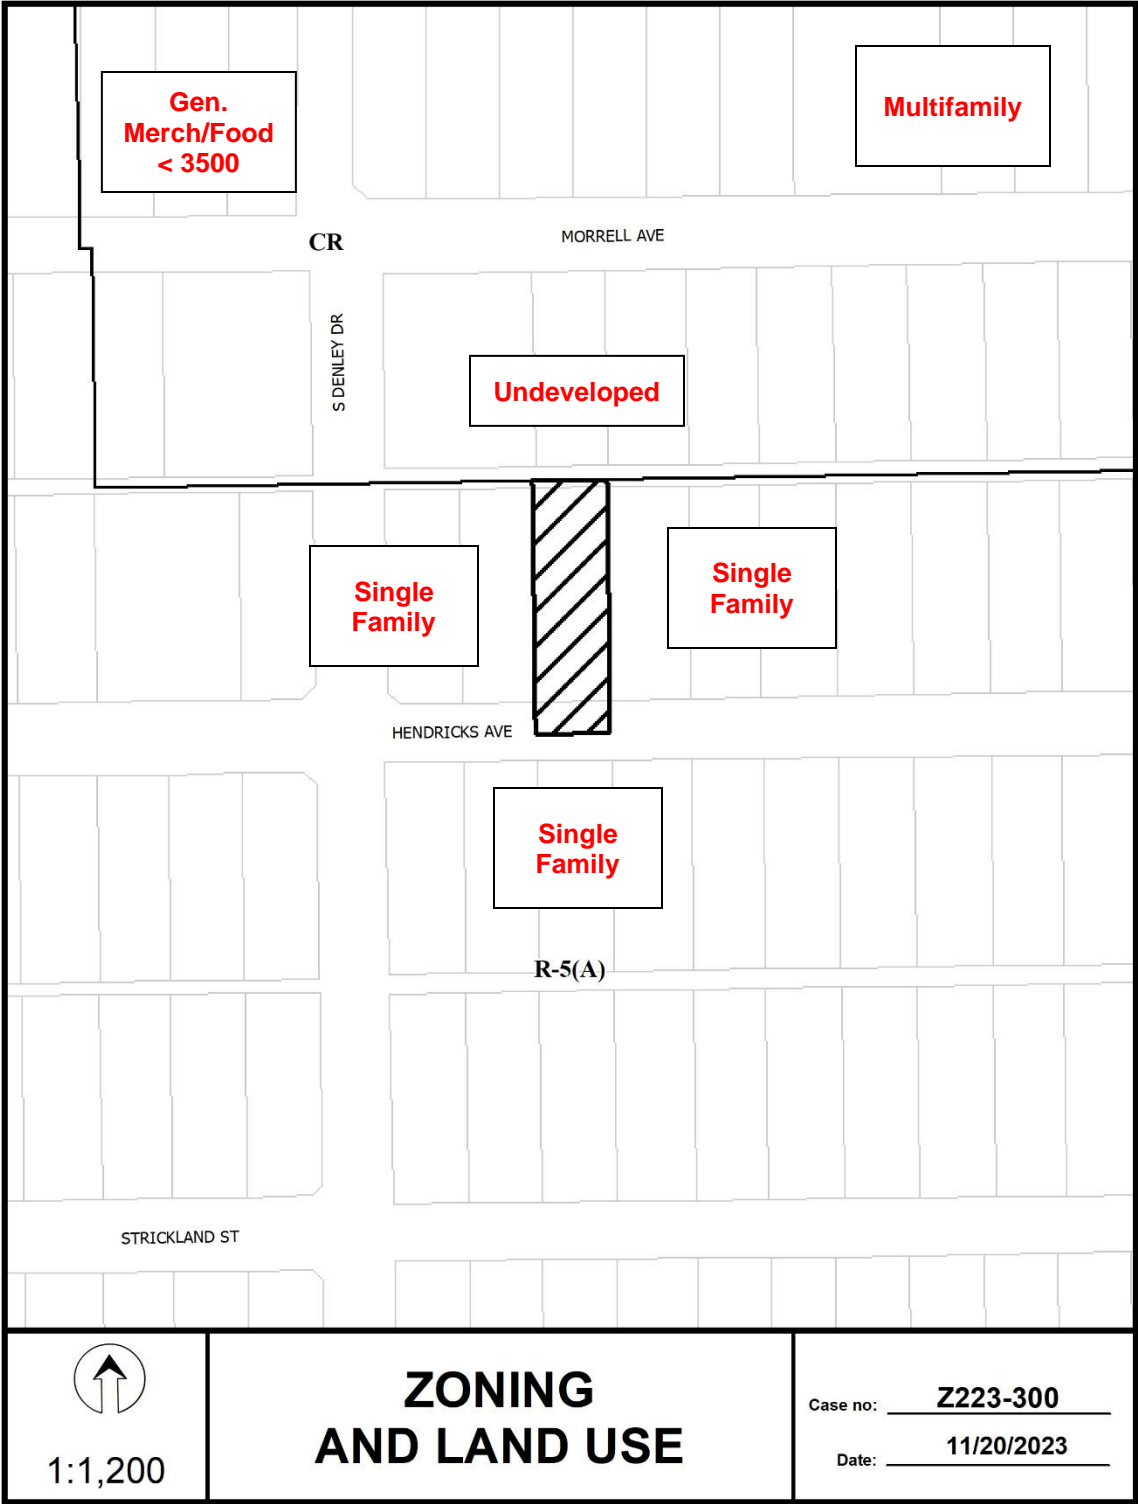 Gen.
Merch/Food
< 3500
Multifamily
CR
MORRELL AVE
S DENLEY DR
Undeveloped
Single
Family
Single
Family
HENDRICKS AVE
Single
Family
R-5(A)
STRICKLAND ST
1:1,200
ZONING
AND LAND USE
Case no: Z223-300
Date: 11/20/2023